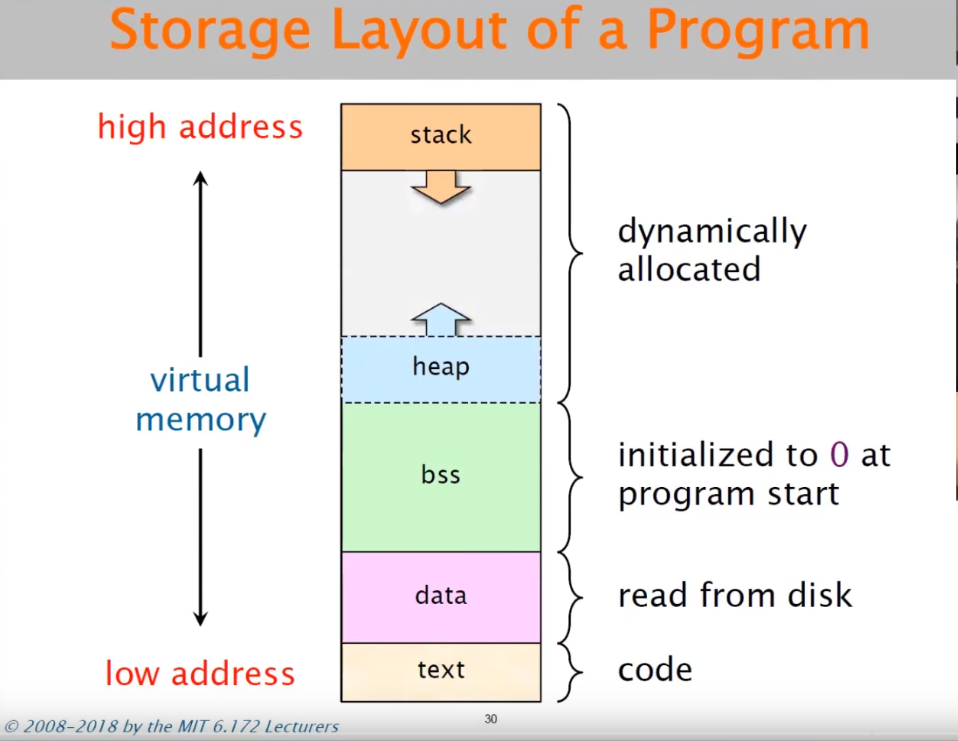 Storage Layout of a Program
high address
stack
dynamically
allocated
virtual
memory
heap
bss
initialized to 0 at
program start
data
read from disk
low address
text
code
© 2008-2018 by the MIT 6.172 Lecturers
30